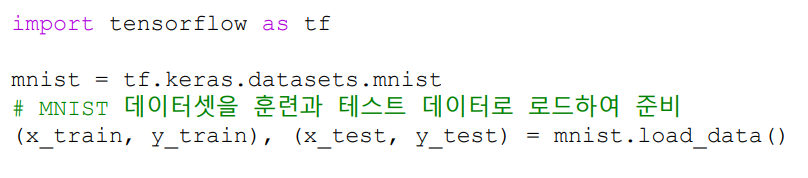 import tensorflow as tf
mnist = tf.keras.datasets.mnist
# MNIST 데이터셋을 훈련과 테스트 데이터로 로드하여 준비
(x_train, y_train), (x_test, y_test) = mnist.load_data()